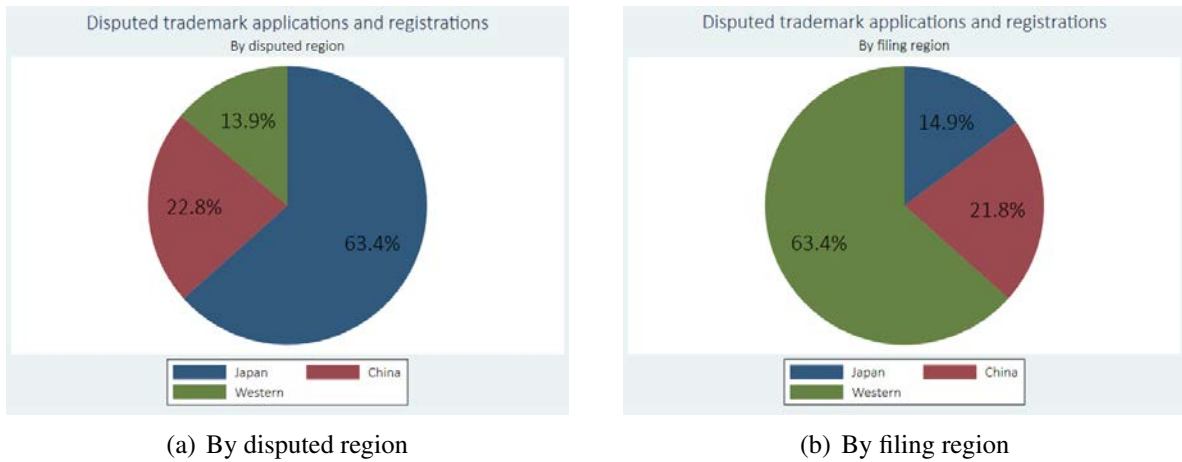 Disputed trademark applications and registrations
By disputed region
13.9%
22.8%
63.4%
Japan
China
Western
(a) By disputed region
Disputed trademark applications and registrations
By filing region
14.9%
21.8%
63.4%
Japan
China
Western
(b) By filing region